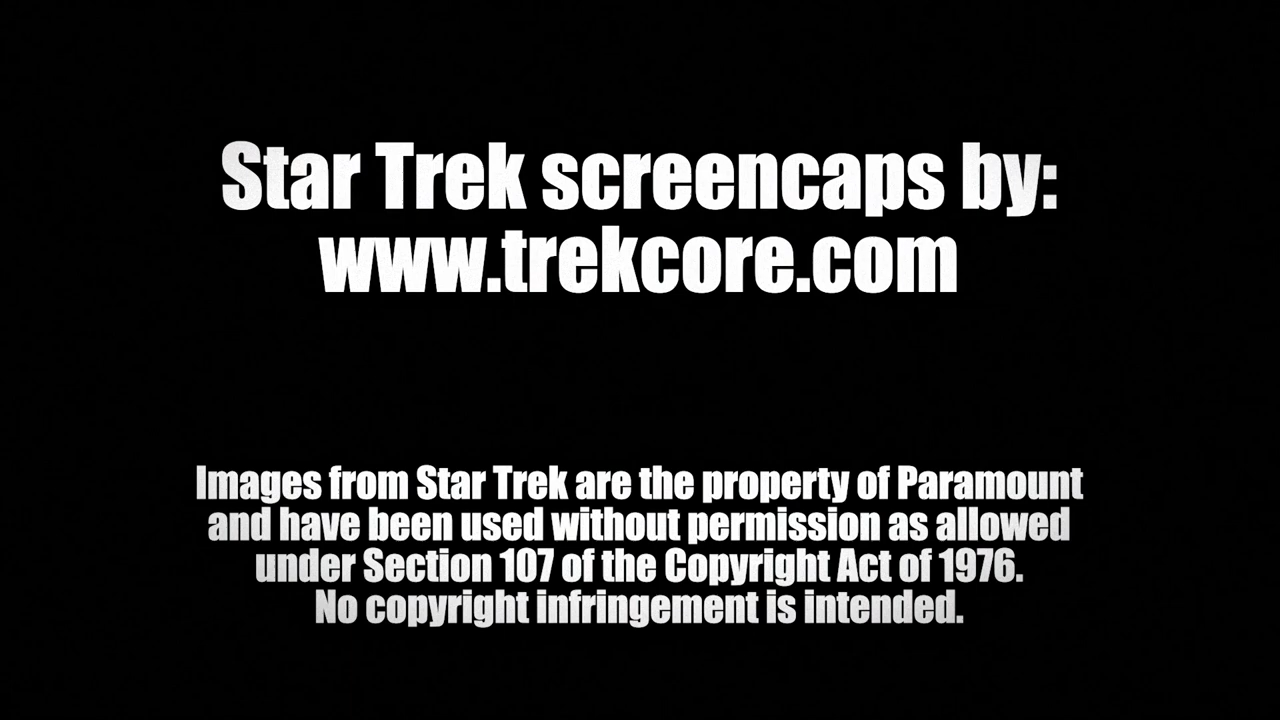 Star Trek screencaps by:
www.trekcore.com
Images from Star Trek are the property of Paramount
and have been used without permission as allowed
under Section 107 of the Copyright Act of 1976.
No copyright infringement is intended.